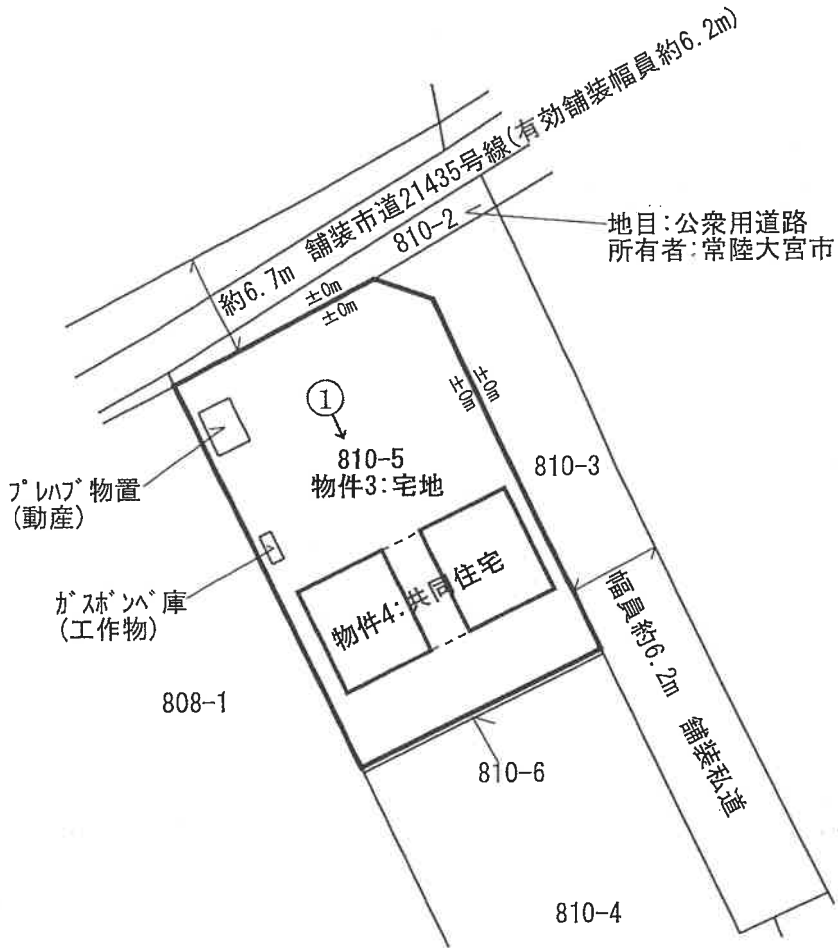 約6.7m 舗装市道21435号線(有効舗装幅員約6.2m)
810-2
地目:公衆用道路
所有者:常陸大宮市
±0m
±0m
±0m
±0m
①
810-5
物件3:宅地
810-3
プレハブ物置
(動産)
ガスボンベ庫
(工作物)
物件4:共同住宅
幅員約6.2m 舗装私道
808-1
810-6
810-4